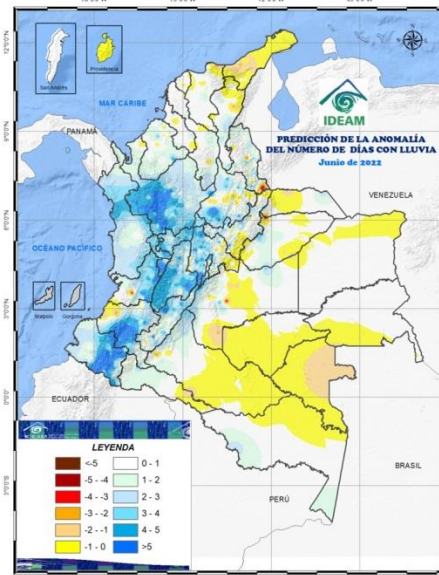 San Andrés
Providencia
MAR CARIBE
PANAMÁ
IDEAM
PREDICCIÓN DE LA ANOMALÍA
DEL NÚMERO DE DÍAS CON LLUVIA
Junio de 2022
VENEZUELA
OCÉANO PACÍFICO
Malpelo
Gorgona
ECUADOR
BRASIL
PERÚ
LEYENDA
<-5
0 - 1
-5 - -4
1 - 2
-4 - -3
2 - 3
-3 - -2
3 - 4
-2 - -1
4 - 5
-1 - 0
>5